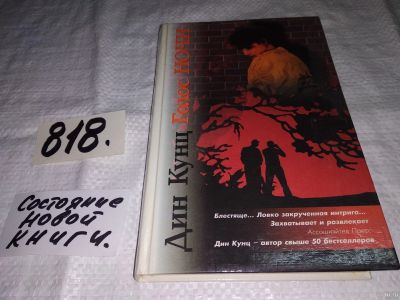 818.
Состояние
новой
книги.
Дин Кунц Голос НОЧИ
Блестяще... Ловко закрученная интрига...
Захватывает и развлекает
Ассошиэйтед Пресс
Дин Кунц – автор свыше 50 бестселлеров